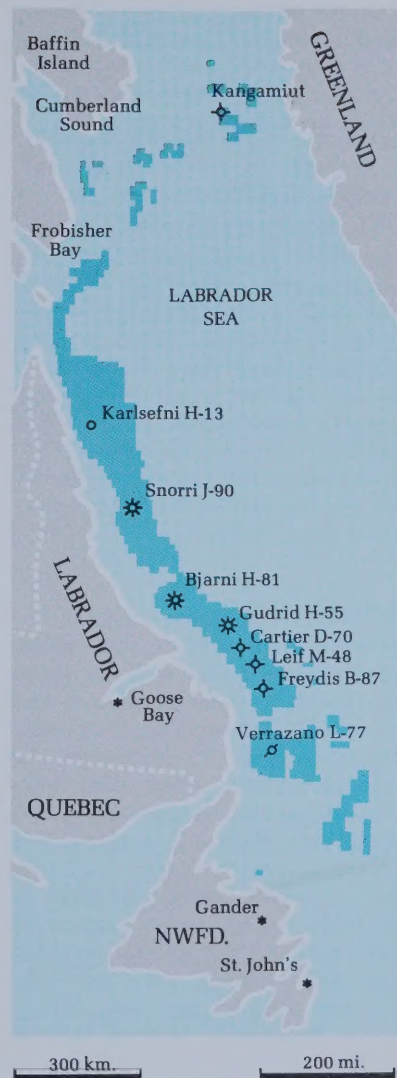 Baffin
Island
GREENLAND
Kangamiut
Cumberland
Sound
Frobisher
Bay
LABRADOR
SEA
Karlsefni H-13
Snorri J-90
LABRADOR
Bjarni H-81
Gudrid H-55
Cartier D-70
Leif M-48
Freydis B-87
Goose
Bay
Verrazano L-77
QUEBEC
Gander
NWFD.
St. John's
300 km.
200 mi.